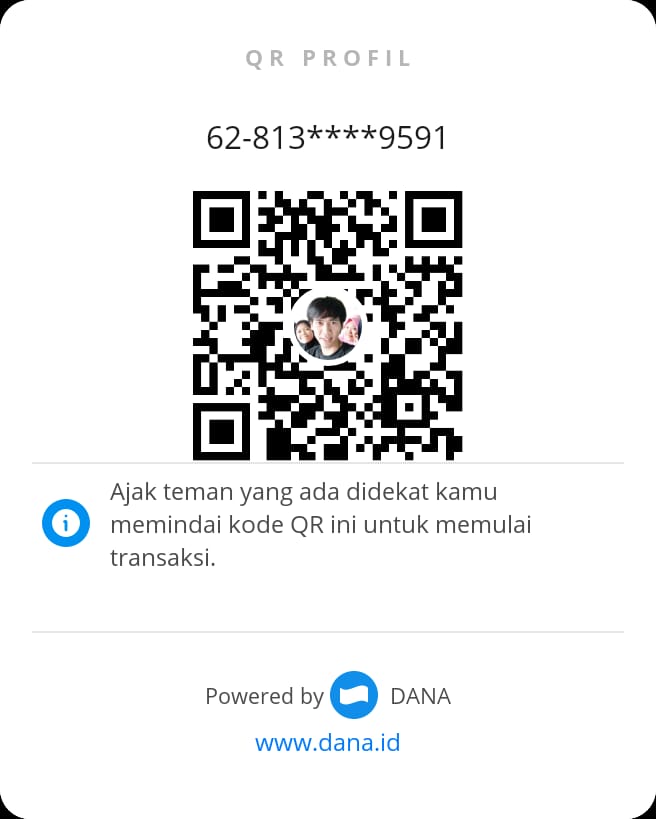 QR PROFIL
62-813****9591
Ajak teman yang ada didekat kamu
memindai kode QR ini untuk memulai
transaksi.
Powered by DANA
www.dana.id